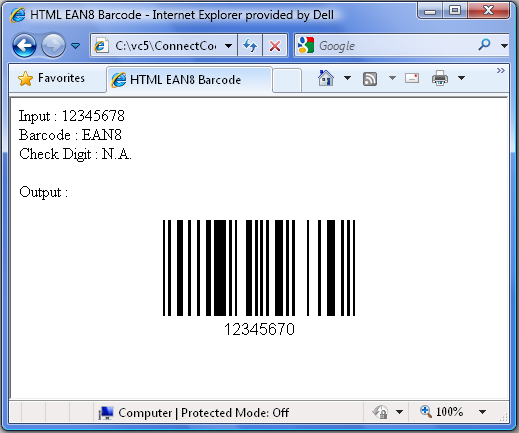 HTML EAN8 Barcode - Internet Explorer provided by Dell
C:\vc5\ConnectCo
Google
Favorites
HTML EAN8 Barcode
Input : 12345678
Barcode : EAN8
Check Digit : N.A.
Output :
12345670
Computer | Protected Mode: Off
100%